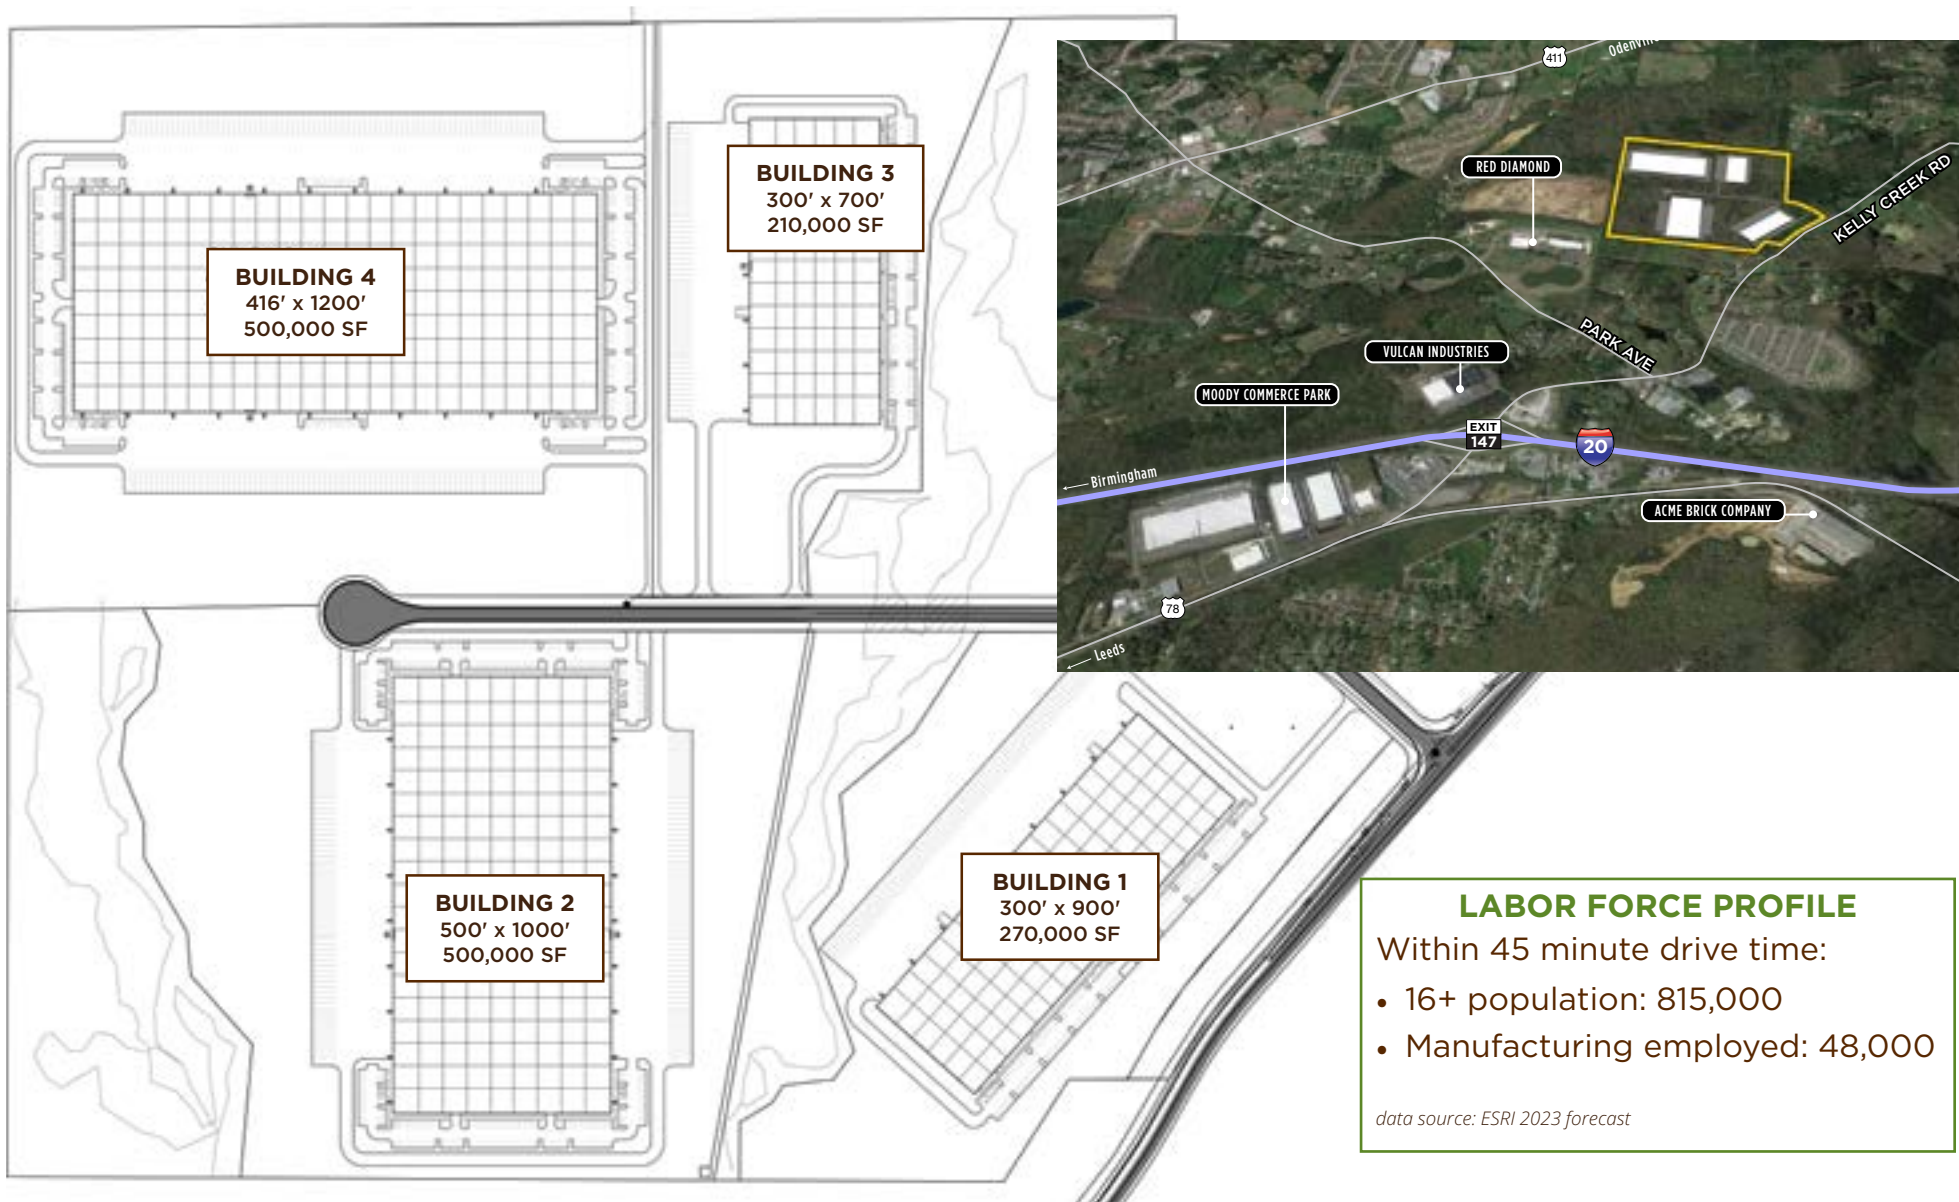 BUILDING 4
416' x 1200'
500,000 SF
BUILDING 3
300' x 700'
210,000 SF
411
RED DIAMOND
KELLY CREEK RD
PARK AVE
VULCAN INDUSTRIES
MOODY COMMERCE PARK
EXIT
147
20
Birmingham
ACME BRICK COMPANY
78
Leeds
BUILDING 2
500' x 1000'
500,000 SF
BUILDING 1
300' x 900'
270,000 SF
LABOR FORCE PROFILE
Within 45 minute drive time:
• 16+ population: 815,000
• Manufacturing employed: 48,000
data source: ESRI 2023 forecast